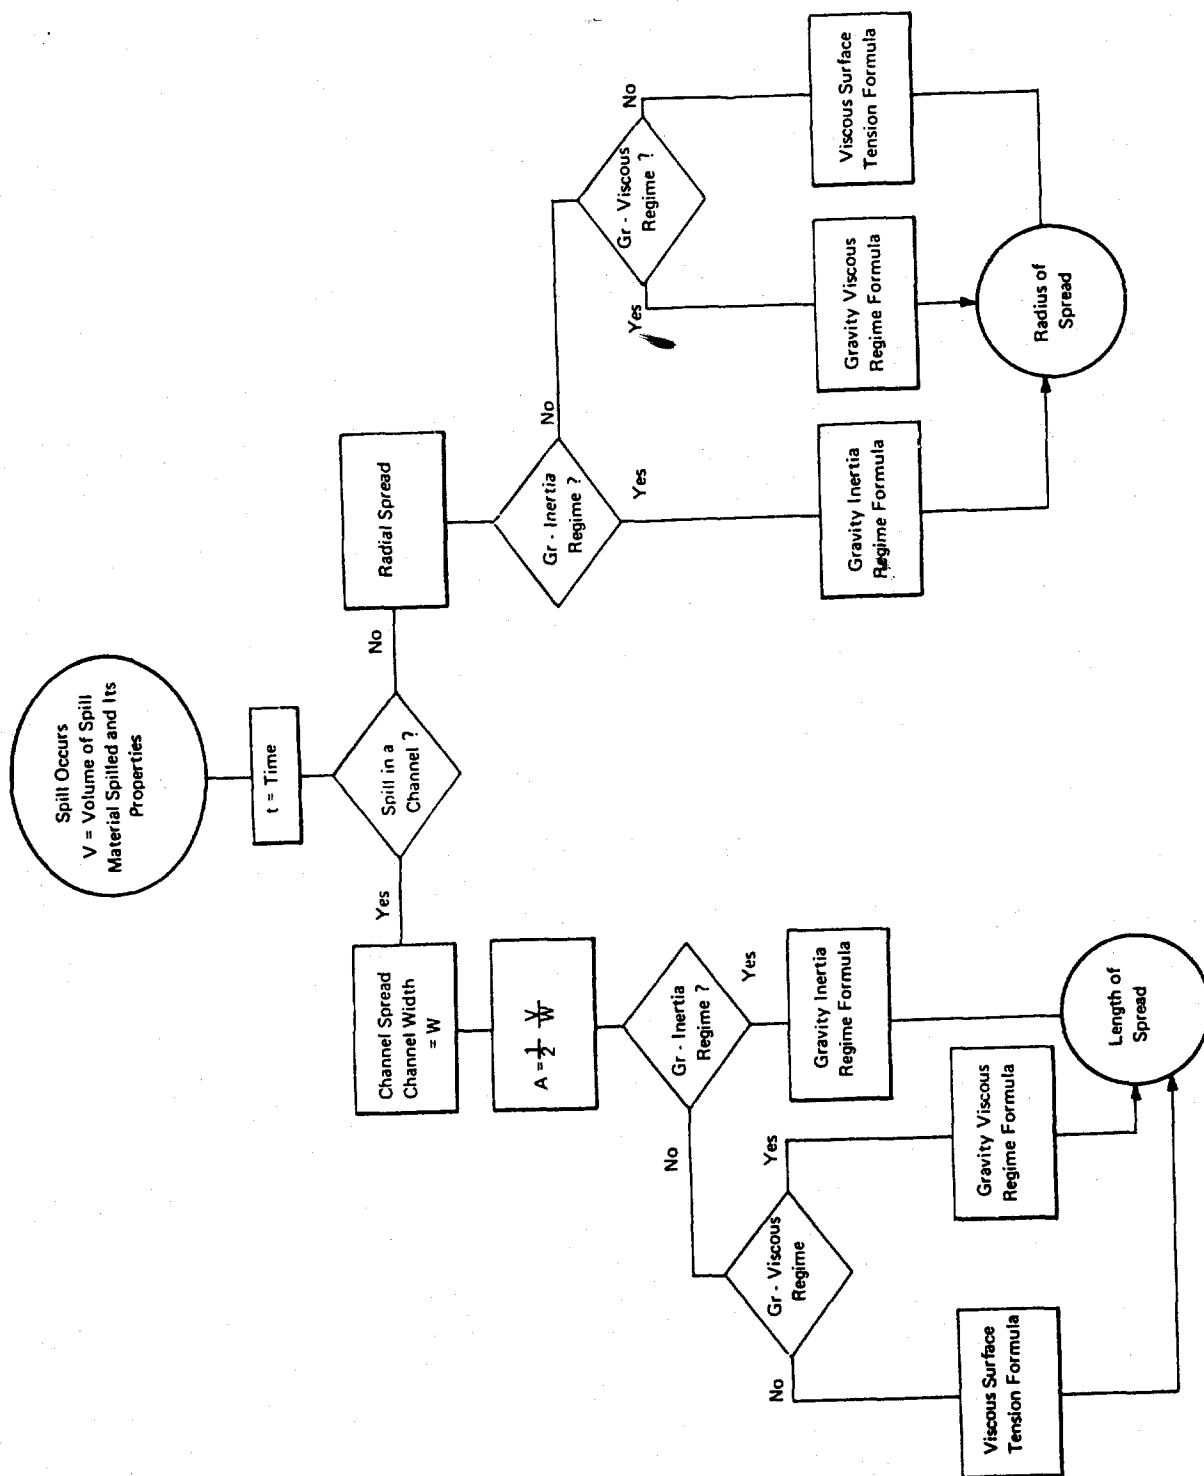 Spill Occurs
V = Volume of Spill
Material Spilled and Its
Properties
t = Time
Spill in a
Channel ?
Yes
No
Channel Spread
Channel Width
= W
A = 1/2 V/W
Gr - Inertia
Regime ?
Yes
No
Gravity Inertia
Regime Formula
Gr - Viscous
Regime
Yes
No
Gravity Viscous
Regime Formula
Viscous Surface
Tension Formula
Length of
Spread
Radial Spread
Gr - Inertia
Regime ?
Yes
No
Gravity Inertia
Regime Formula
Gr - Viscous
Regime ?
Yes
No
Gravity Viscous
Regime Formula
Viscous Surface
Tension Formula
Radius of
Spread